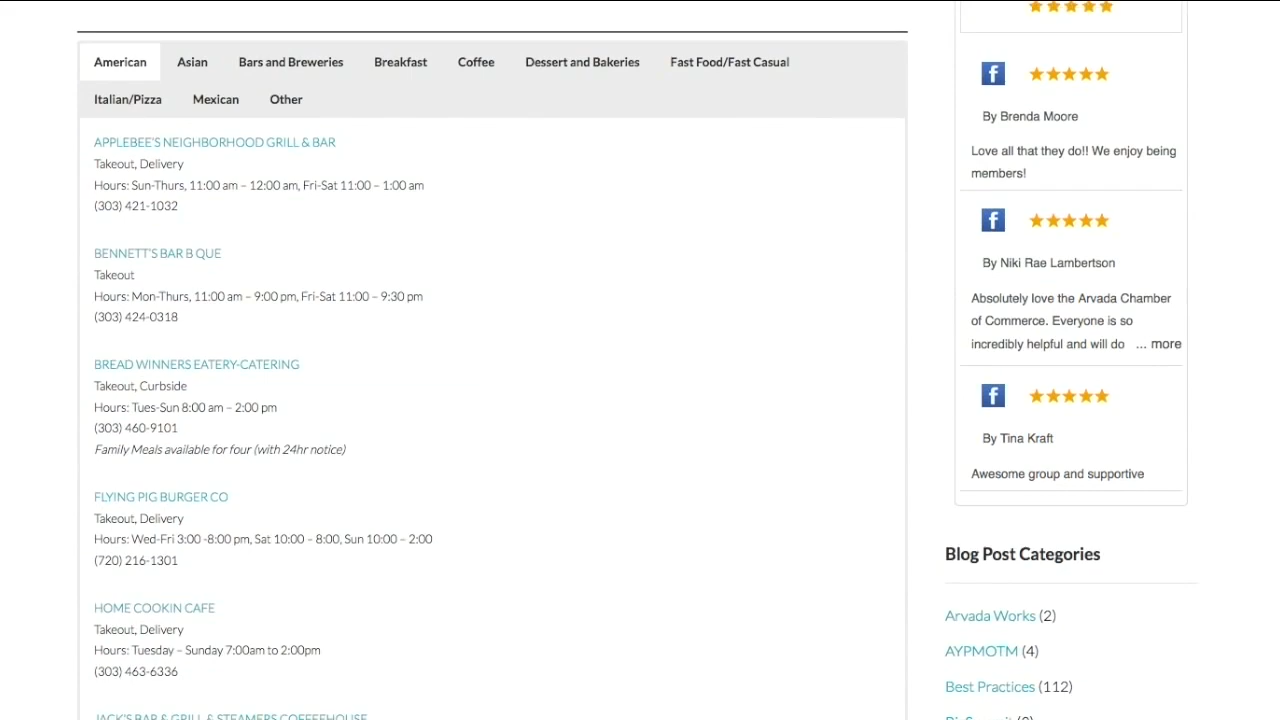 American Asian Bars and Breweries Breakfast Coffee Dessert and Bakeries Fast Food/Fast Casual
Italian/Pizza Mexican Other
APPLEBEE'S NEIGHBORHOOD GRILL & BAR
Takeout, Delivery
Hours: Sun-Thurs, 11:00 am – 12:00 am, Fri-Sat 11:00 – 1:00 am
(303) 421-1032
BENNETT'S BAR B QUE
Takeout
Hours: Mon-Thurs, 11:00 am – 9:00 pm, Fri-Sat 11:00 – 9:30 pm
(303) 424-0318
BREAD WINNERS EATERY-CATERING
Takeout, Curbside
Hours: Tues-Sun 8:00 am – 2:00 pm
(303) 460-9101
Family Meals available for four (with 24hr notice)
FLYING PIG BURGER CO
Takeout, Delivery
Hours: Wed-Fri 3:00 -8:00 pm, Sat 10:00 – 8:00, Sun 10:00 – 2:00
(720) 216-1301
HOME COOKIN CAFE
Takeout, Delivery
Hours: Tuesday – Sunday 7:00am to 2:00pm
(303) 463-6336
JACK'S BAR & GRILL & STEAMERS COFFEEHOUSE
By Brenda Moore
Love all that they do!! We enjoy being
members!
By Niki Rae Lambertson
Absolutely love the Arvada Chamber
of Commerce. Everyone is so
incredibly helpful and will do ... more
By Tina Kraft
Awesome group and supportive
Blog Post Categories
Arvada Works (2)
AYPMOTM (4)
Best Practices (112)